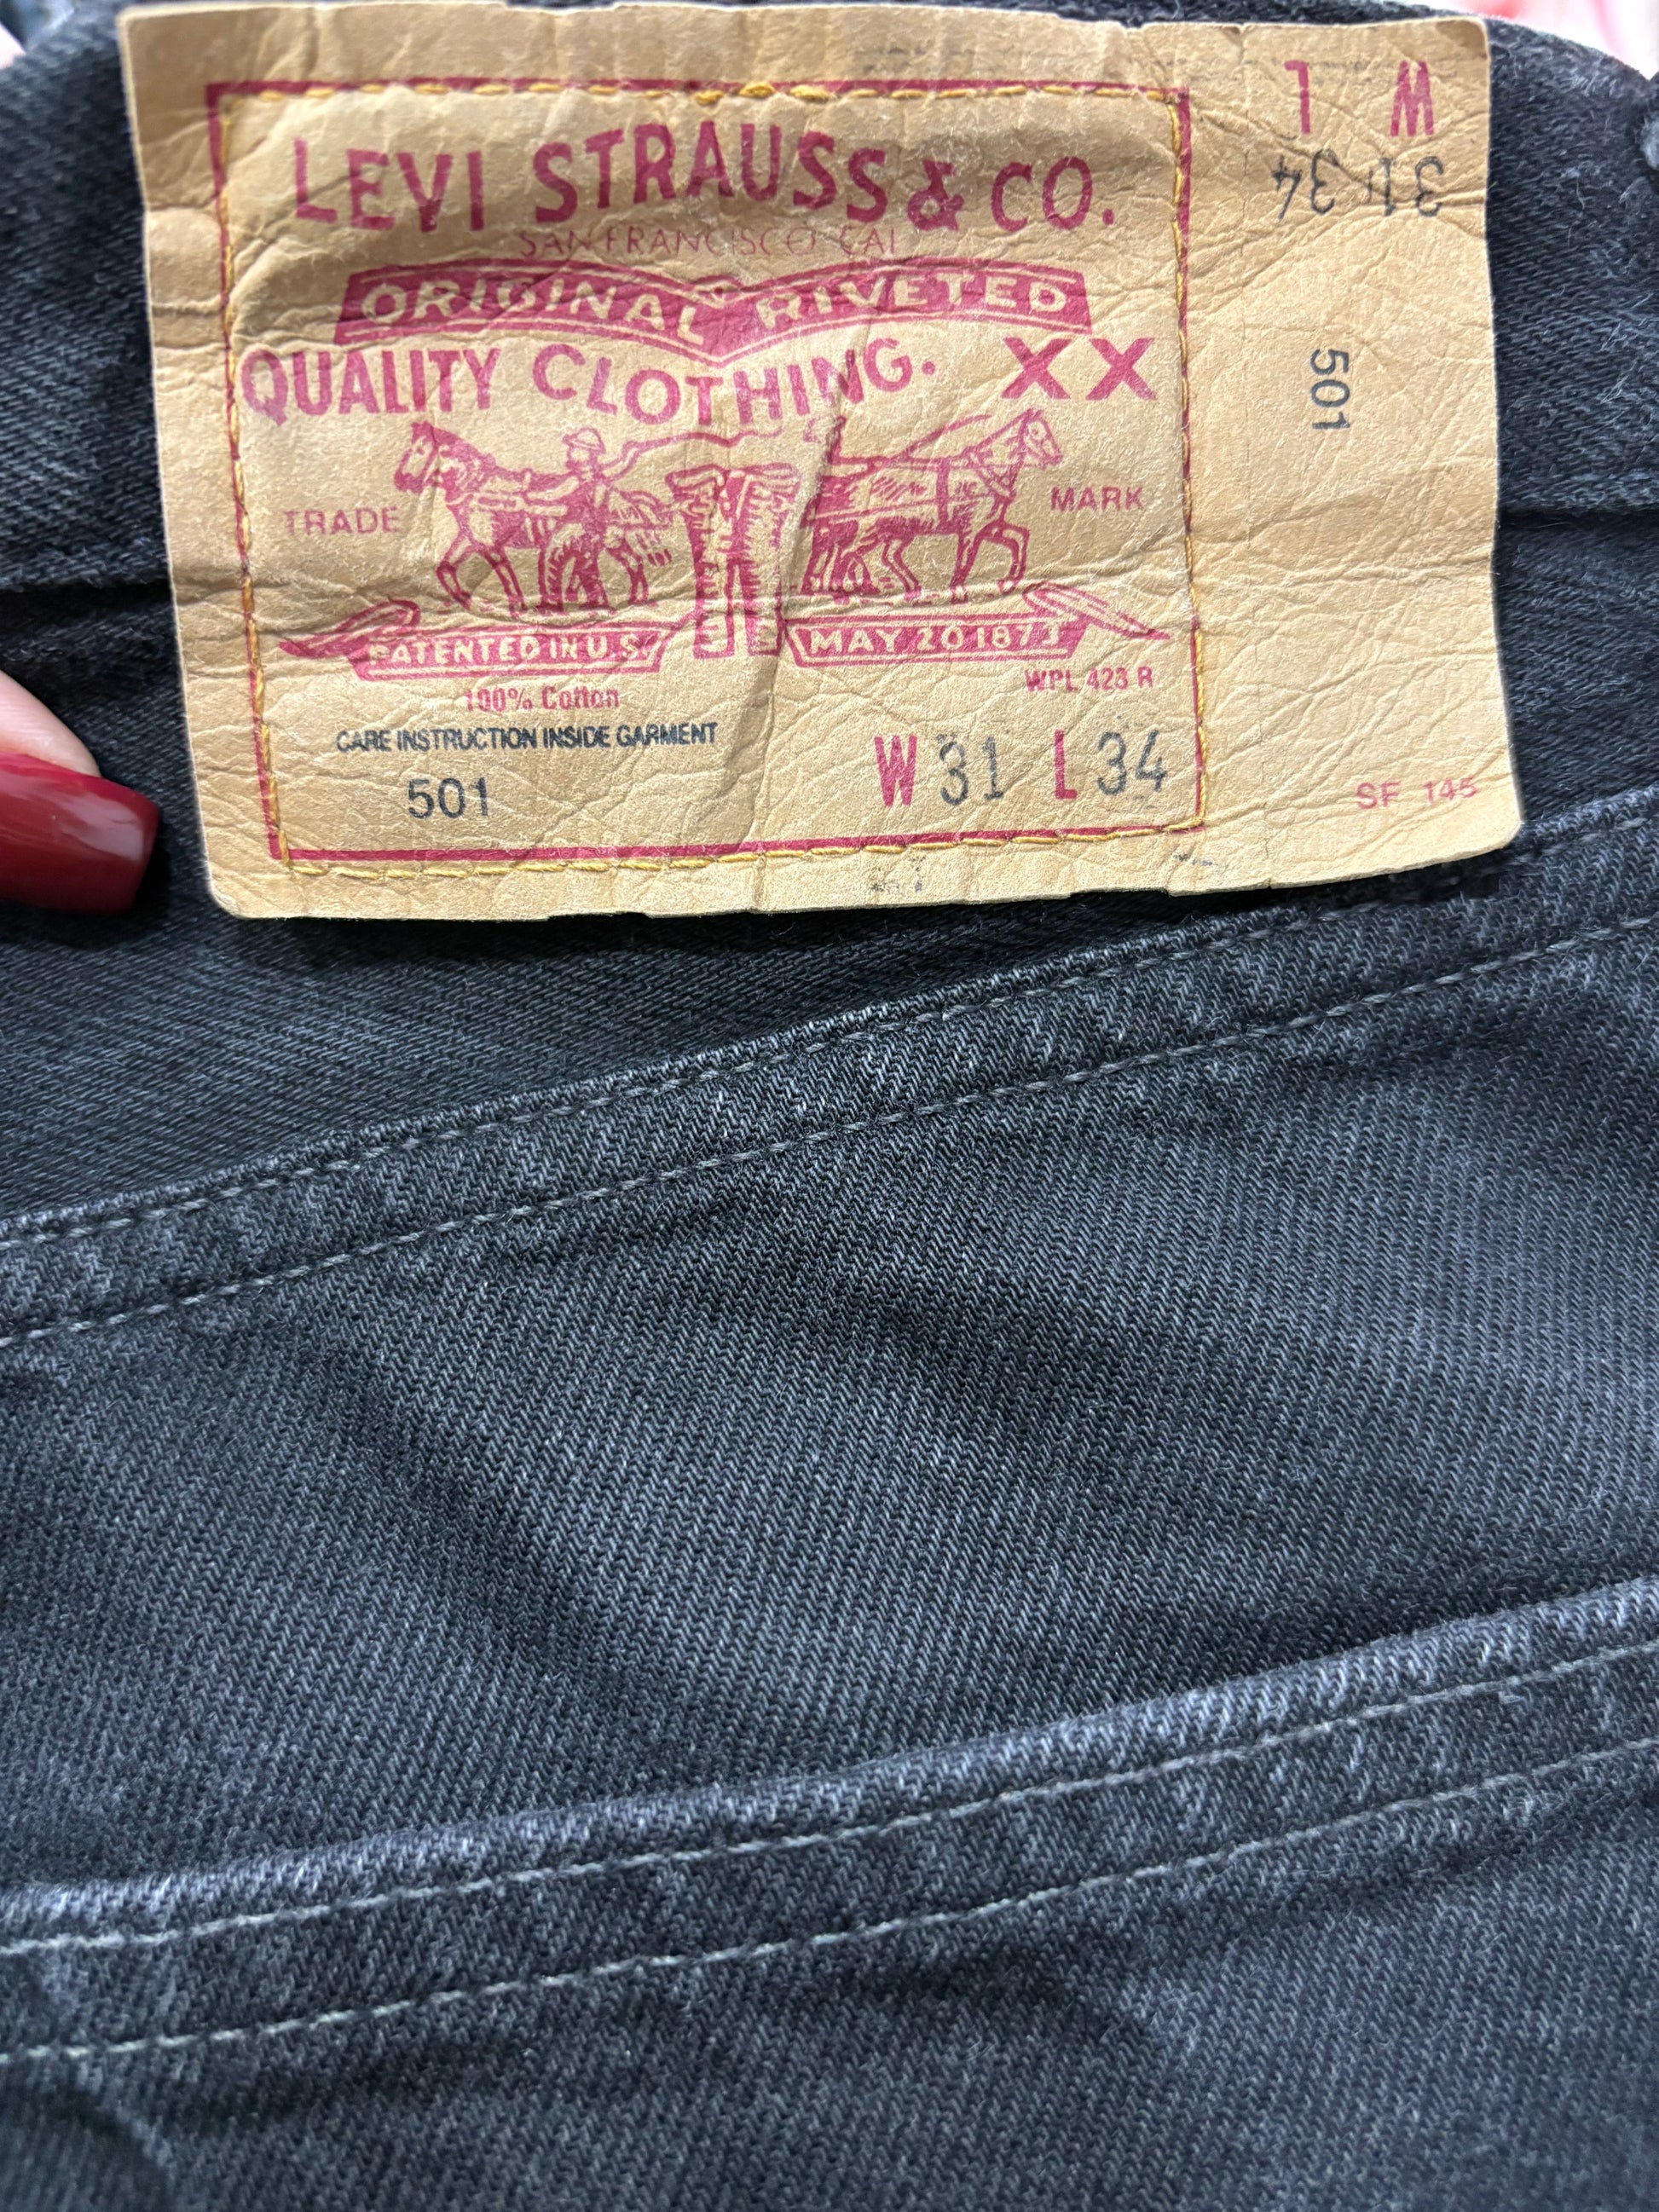 LEVI STRAUSS & CO.
SAN FRANCISCO CAL
ORIGINAL RIVETED
QUALITY CLOTHING. XX
TRADE MARK
PATENTED IN U.S. MAY 20 1873
100% Cotton WPL 423 R
CARE INSTRUCTION INSIDE GARMENT
501 W 31 L 34
W L
31 34
501
SF 145